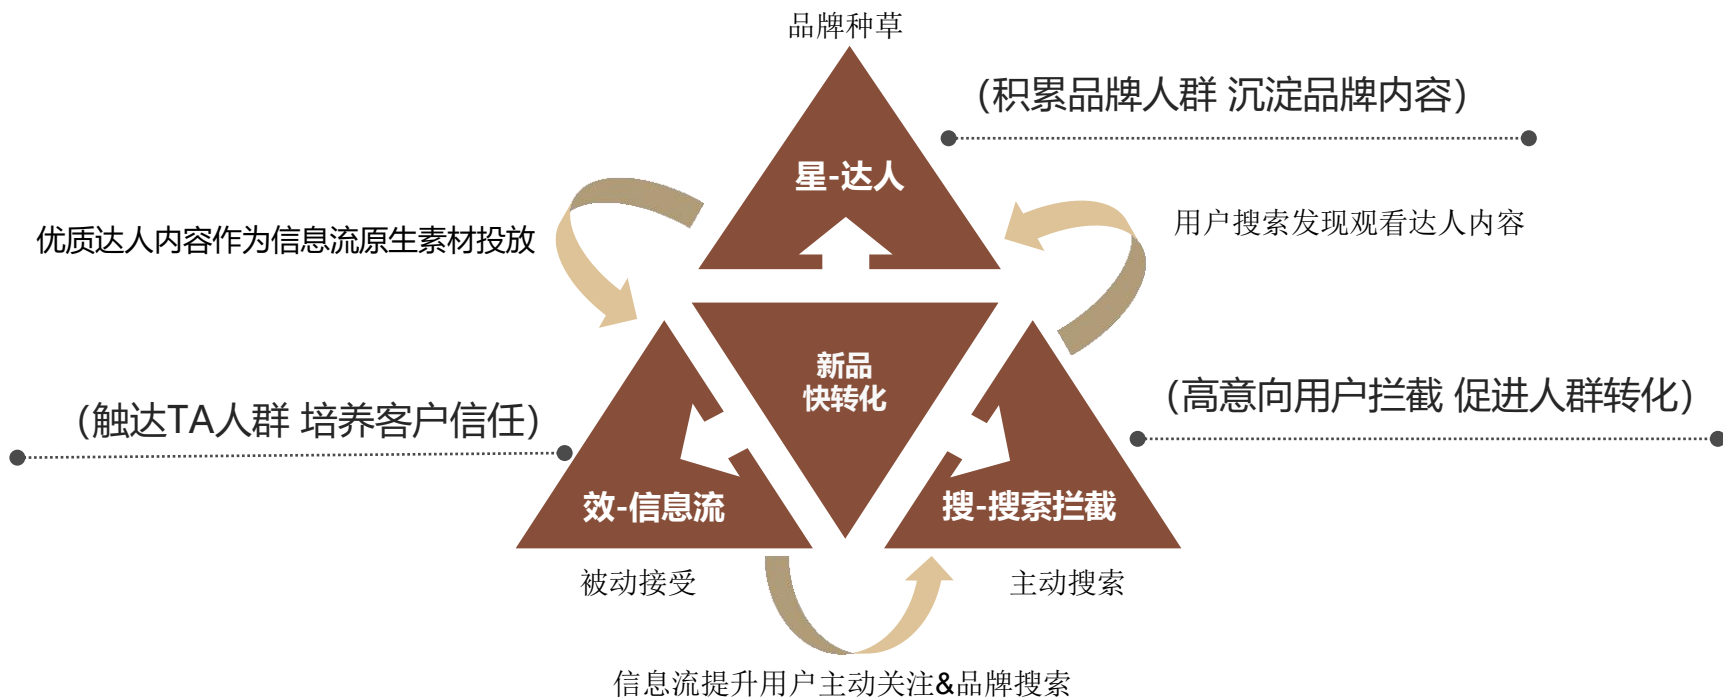 品牌种草
（积累品牌人群 沉淀品牌内容）
星-达人
用户搜索发现观看达人内容
优质达人内容作为信息流原生素材投放
新品
快转化
（高意向用户拦截 促进人群转化）
（触达TA人群 培养客户信任）
效-信息流
搜-搜索拦截
被动接受
主动搜索
信息流提升用户主动关注&品牌搜索